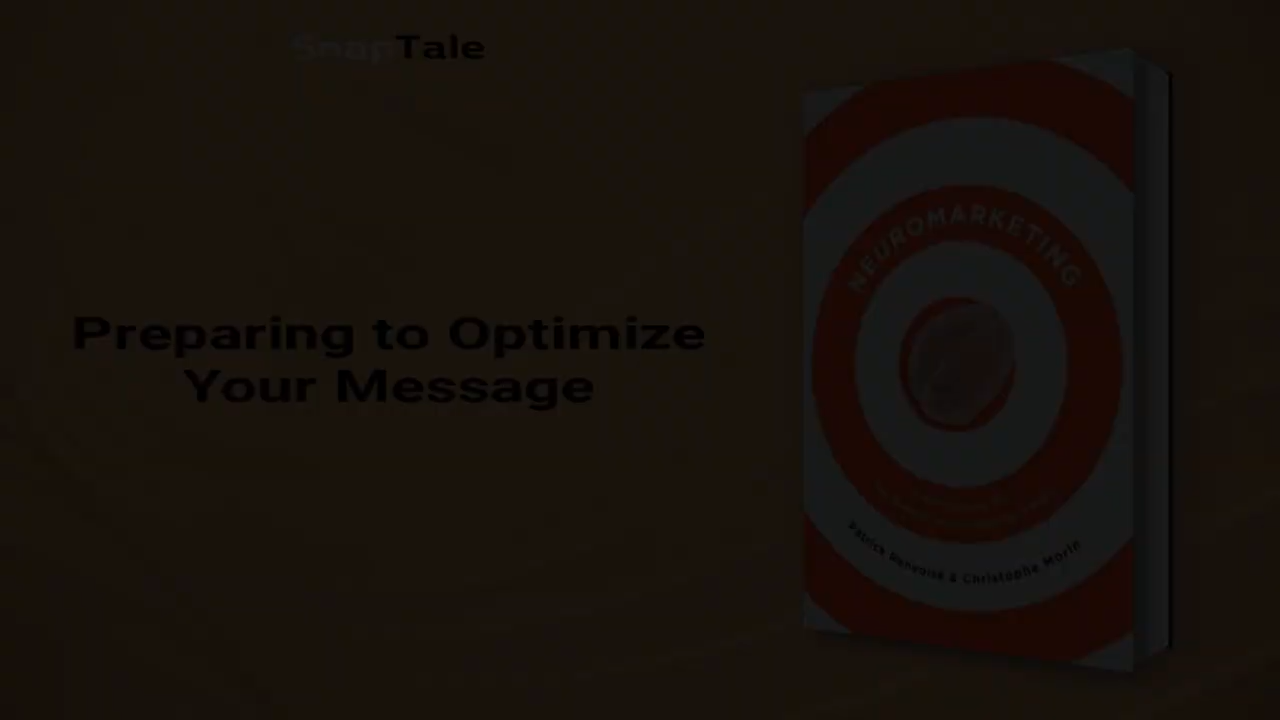 SnapTale
Preparing to Optimize
Your Message
NEUROMARKETING
Patrick Renvoisé & Christophe Morin